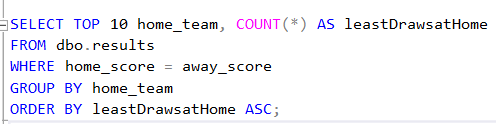 SELECT TOP 10 home_team, COUNT(*) AS leastDrawsatHome
FROM dbo.results
WHERE home_score = away_score
GROUP BY home_team
ORDER BY leastDrawsatHome ASC;